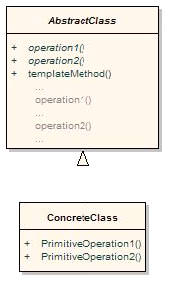 AbstractClass
+ operation1()
+ operation2()
+ templateMethod()
...
operation1()
...
operation2()
...
ConcreteClass
+ PrimitiveOperation1()
+ PrimitiveOperation2()